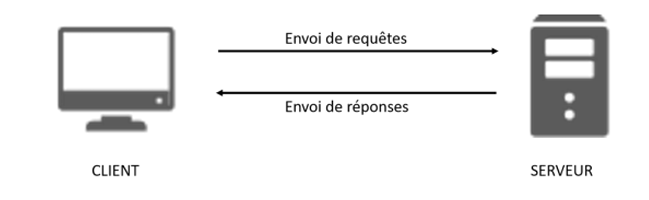 Envoi de requêtes
Envoi de réponses
CLIENT
SERVEUR